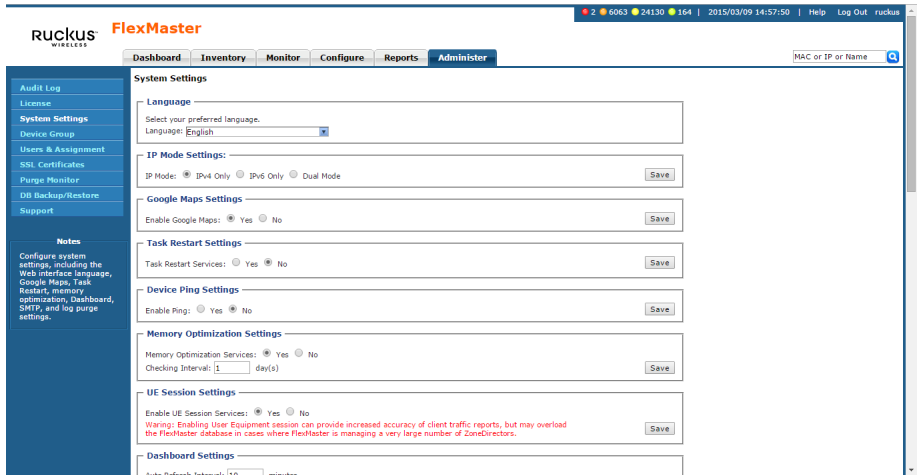 2 6063 24130 164 | 2015/03/09 14:57:50 | Help Log Out ruckus
Ruckus
WIRELESS
FlexMaster
Dashboard Inventory Monitor Configure Reports Administer
MAC or IP or Name
Audit Log
License
System Settings
Device Group
Users & Assignment
SSL Certificates
Purge Monitor
DB Backup/Restore
Support
Notes
Configure system
settings, including the
Web interface language,
Google Maps, Task
Restart, memory
optimization, Dashboard,
SMTP, and log purge
settings.
System Settings
Language
Select your preferred language.
Language: English
IP Mode Settings:
IP Mode: IPv4 Only IPv6 Only Dual Mode Save
Google Maps Settings
Enable Google Maps: Yes No Save
Task Restart Settings
Task Restart Services: Yes No Save
Device Ping Settings
Enable Ping: Yes No Save
Memory Optimization Settings
Memory Optimization Services: Yes No
Checking Interval: 1 day(s) Save
UE Session Settings
Enable UE Session Services: Yes No
Waring: Enabling User Equipment session can provide increased accuracy of client traffic reports, but may overload
the FlexMaster database in cases where FlexMaster is managing a very large number of ZoneDirectors. Save
Dashboard Settings
Auto Refresh Interval: 10 minutes